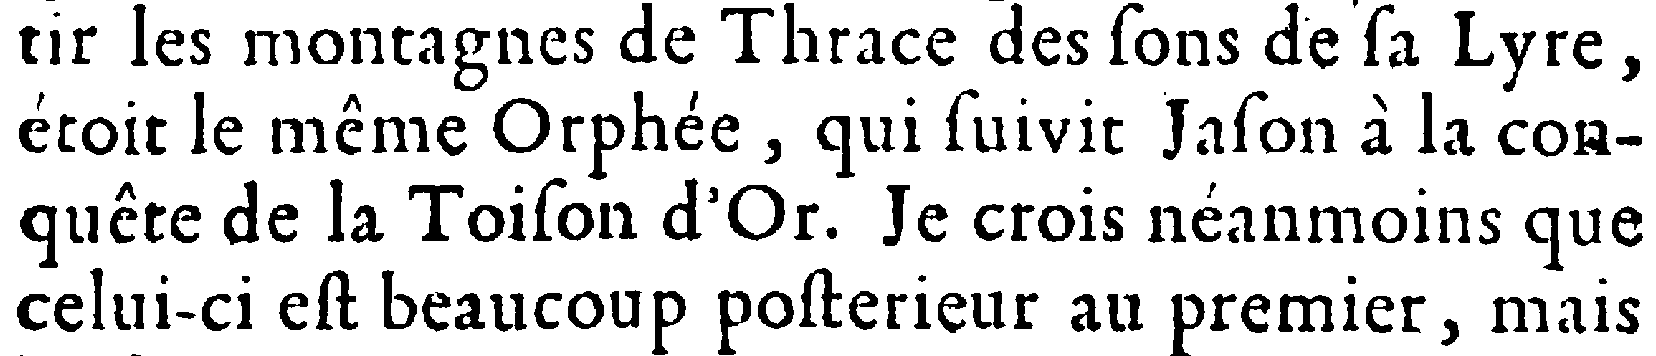 tir les montagnes de Thrace des ſons de ſa Lyre,
étoit le même Orphée, qui ſuivit Jaſon à la con-
quête de la Toiſon d'Or. Je crois néanmoins que
celui-ci eſt beaucoup poſterieur au premier, mais